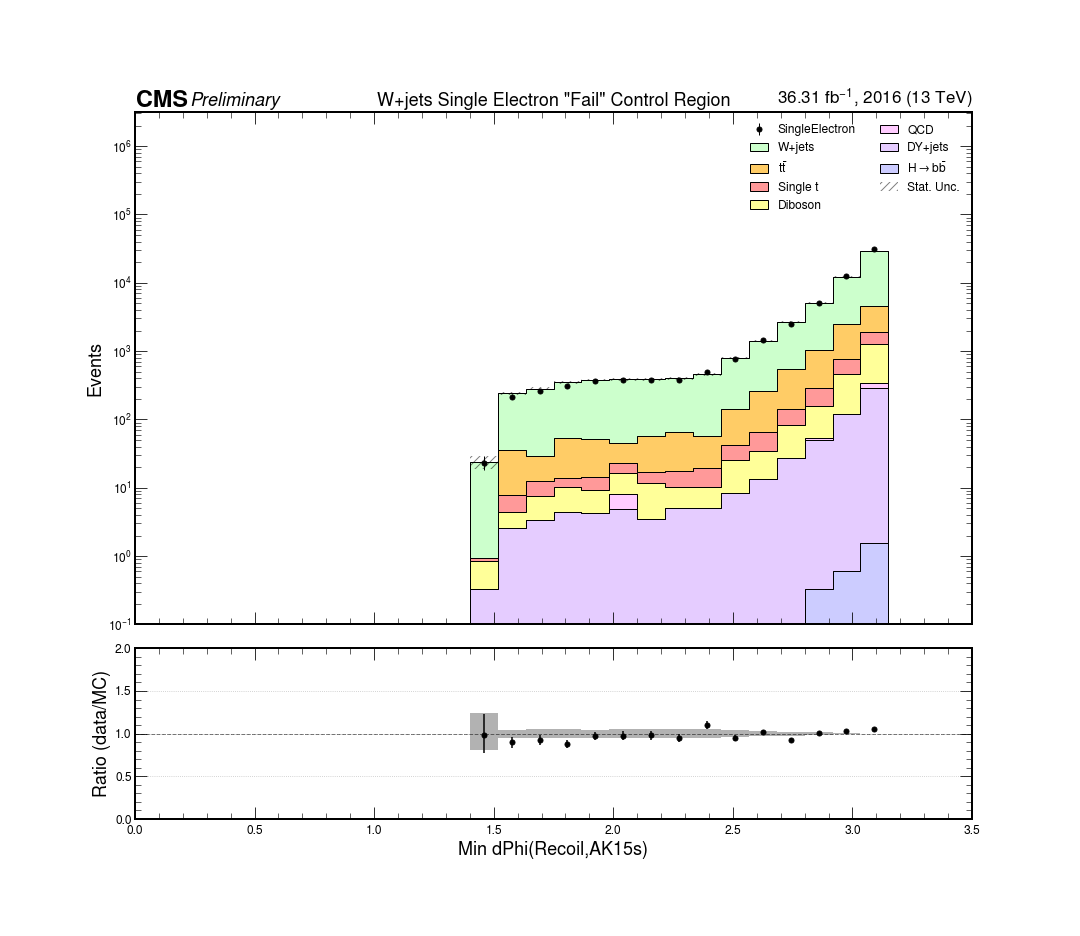 CMS Preliminary W+jets Single Electron "Fail" Control Region 36.31 fb⁻¹, 2016 (13 TeV)
SingleElectron
W+jets
tt̄
Single t
Diboson
QCD
DY+jets
H→bb̄
Stat. Unc.
Events
10⁶
10⁵
10⁴
10³
10²
10¹
10⁰
10⁻¹
Ratio (data/MC)
2.0
1.5
1.0
0.5
0.0
0.0 0.5 1.0 1.5 2.0 2.5 3.0 3.5
Min dPhi(Recoil,AK15s)